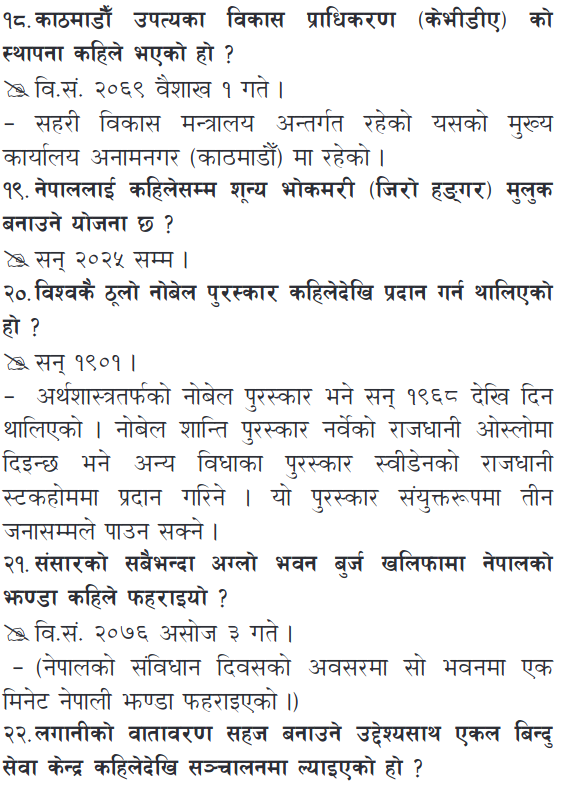 १८. काठमाडौँ उपत्यका विकास प्राधिकरण (केभीडीए) को
स्थापना कहिले भएको हो ?
वि.सं. २०६९ वैशाख १ गते ।
– सहरी विकास मन्त्रालय अन्तर्गत रहेको यसको मुख्य
कार्यालय अनामनगर (काठमाडौँ) मा रहेको ।
१९. नेपाललाई कहिलेसम्म शून्य भोकमरी (जिरो हङ्गर) मुलुक
बनाउने योजना छ ?
सन् २०२५ सम्म ।
२०. विश्वकै ठूलो नोबेल पुरस्कार कहिलेदेखि प्रदान गर्न थालिएको
हो ?
सन् १९०१ ।
– अर्थशास्त्रतर्फको नोबेल पुरस्कार भने सन् १९६८ देखि दिन
थालिएको । नोबेल शान्ति पुरस्कार नर्वेको राजधानी ओस्लोमा
दिइन्छ भने अन्य विधाका पुरस्कार स्वीडेनको राजधानी
स्टकहोममा प्रदान गरिने । यो पुरस्कार संयुक्तरूपमा तीन
जनासम्मले पाउन सक्ने ।
२१. संसारको सबैभन्दा अग्लो भवन बुर्ज खलिफामा नेपालको
झण्डा कहिले फहराइयो ?
वि.सं. २०७६ असोज ३ गते ।
– (नेपालको संविधान दिवसको अवसरमा सो भवनमा एक
मिनेट नेपाली झण्डा फहराइएको ।)
२२. लगानीको वातावरण सहज बनाउने उद्देश्यसाथ एकल बिन्दु
सेवा केन्द्र कहिलेदेखि सञ्चालनमा ल्याइएको हो ?